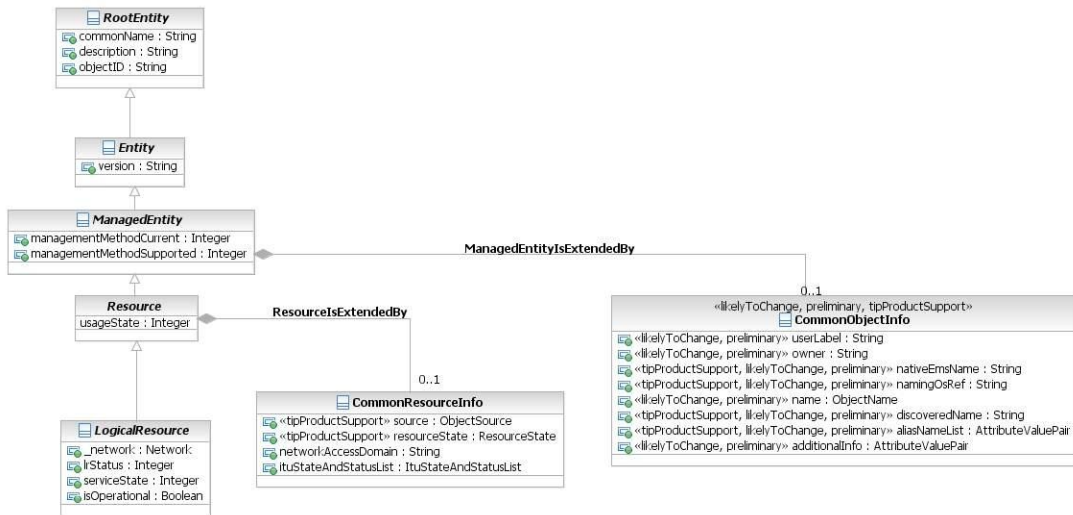 RootEntity
commonName : String
description : String
objectID : String
Entity
version : String
ManagedEntity
managementMethodCurrent : Integer
managementMethodSupported : Integer
ManagedEntityIsExtendedBy
0..1
Resource
usageState : Integer
ResourceIsExtendedBy
0..1
«likelyToChange, preliminary, tipProductSupport»
CommonObjectInfo
«likelyToChange, preliminary» userLabel : String
«likelyToChange, preliminary» owner : String
«tipProductSupport, likelyToChange, preliminary» nativeEmsName : String
«tipProductSupport, likelyToChange, preliminary» namingOsRef : String
«likelyToChange, preliminary» name : ObjectName
«tipProductSupport, likelyToChange, preliminary» discoveredName : String
«tipProductSupport, likelyToChange, preliminary» aliasNameList : AttributeValuePair
«likelyToChange, preliminary» additionalInfo : AttributeValuePair
CommonResourceInfo
«tipProductSupport» source : ObjectSource
«tipProductSupport» resourceState : ResourceState
networkAccessDomain : String
ituStateAndStatusList : ItuStateAndStatusList
LogicalResource
_network : Network
lrStatus : Integer
serviceState : Integer
isOperational : Boolean